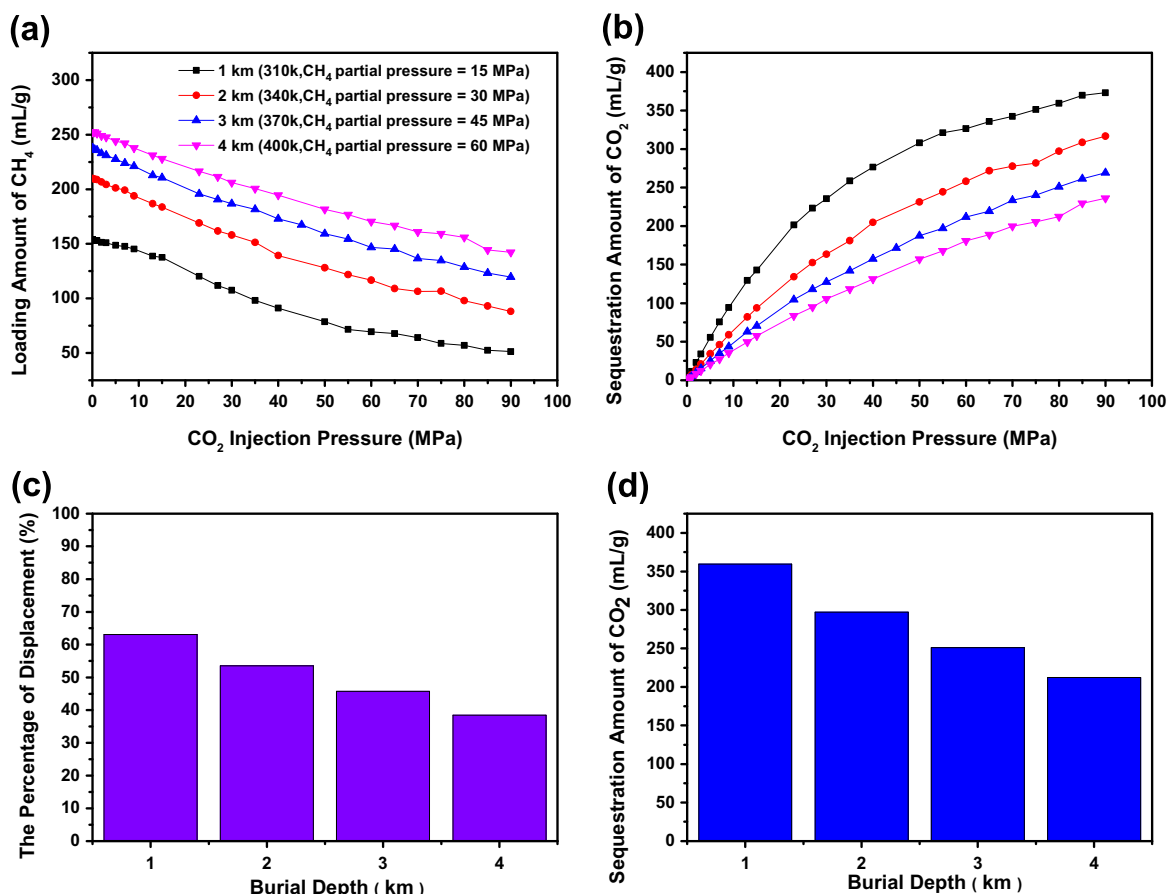 (a)
Loading Amount of CH4 (mL/g)
300
250
200
150
100
50
1 km (310k,CH4 partial pressure = 15 MPa)
2 km (340k,CH4 partial pressure = 30 MPa)
3 km (370k,CH4 partial pressure = 45 MPa)
4 km (400k,CH4 partial pressure = 60 MPa)
0 10 20 30 40 50 60 70 80 90 100
CO2 Injection Pressure (MPa)
(b)
Sequestration Amount of CO2 (mL/g)
400
350
300
250
200
150
100
50
0
0 10 20 30 40 50 60 70 80 90 100
CO2 Injection Pressure (MPa)
(c)
The Percentage of Displacement (%)
100
90
80
70
60
50
40
30
20
10
0
1 2 3 4
Burial Depth ( km )
(d)
Sequestration Amount of CO2 (mL/g)
400
350
300
250
200
150
100
50
0
1 2 3 4
Burial Depth ( km )